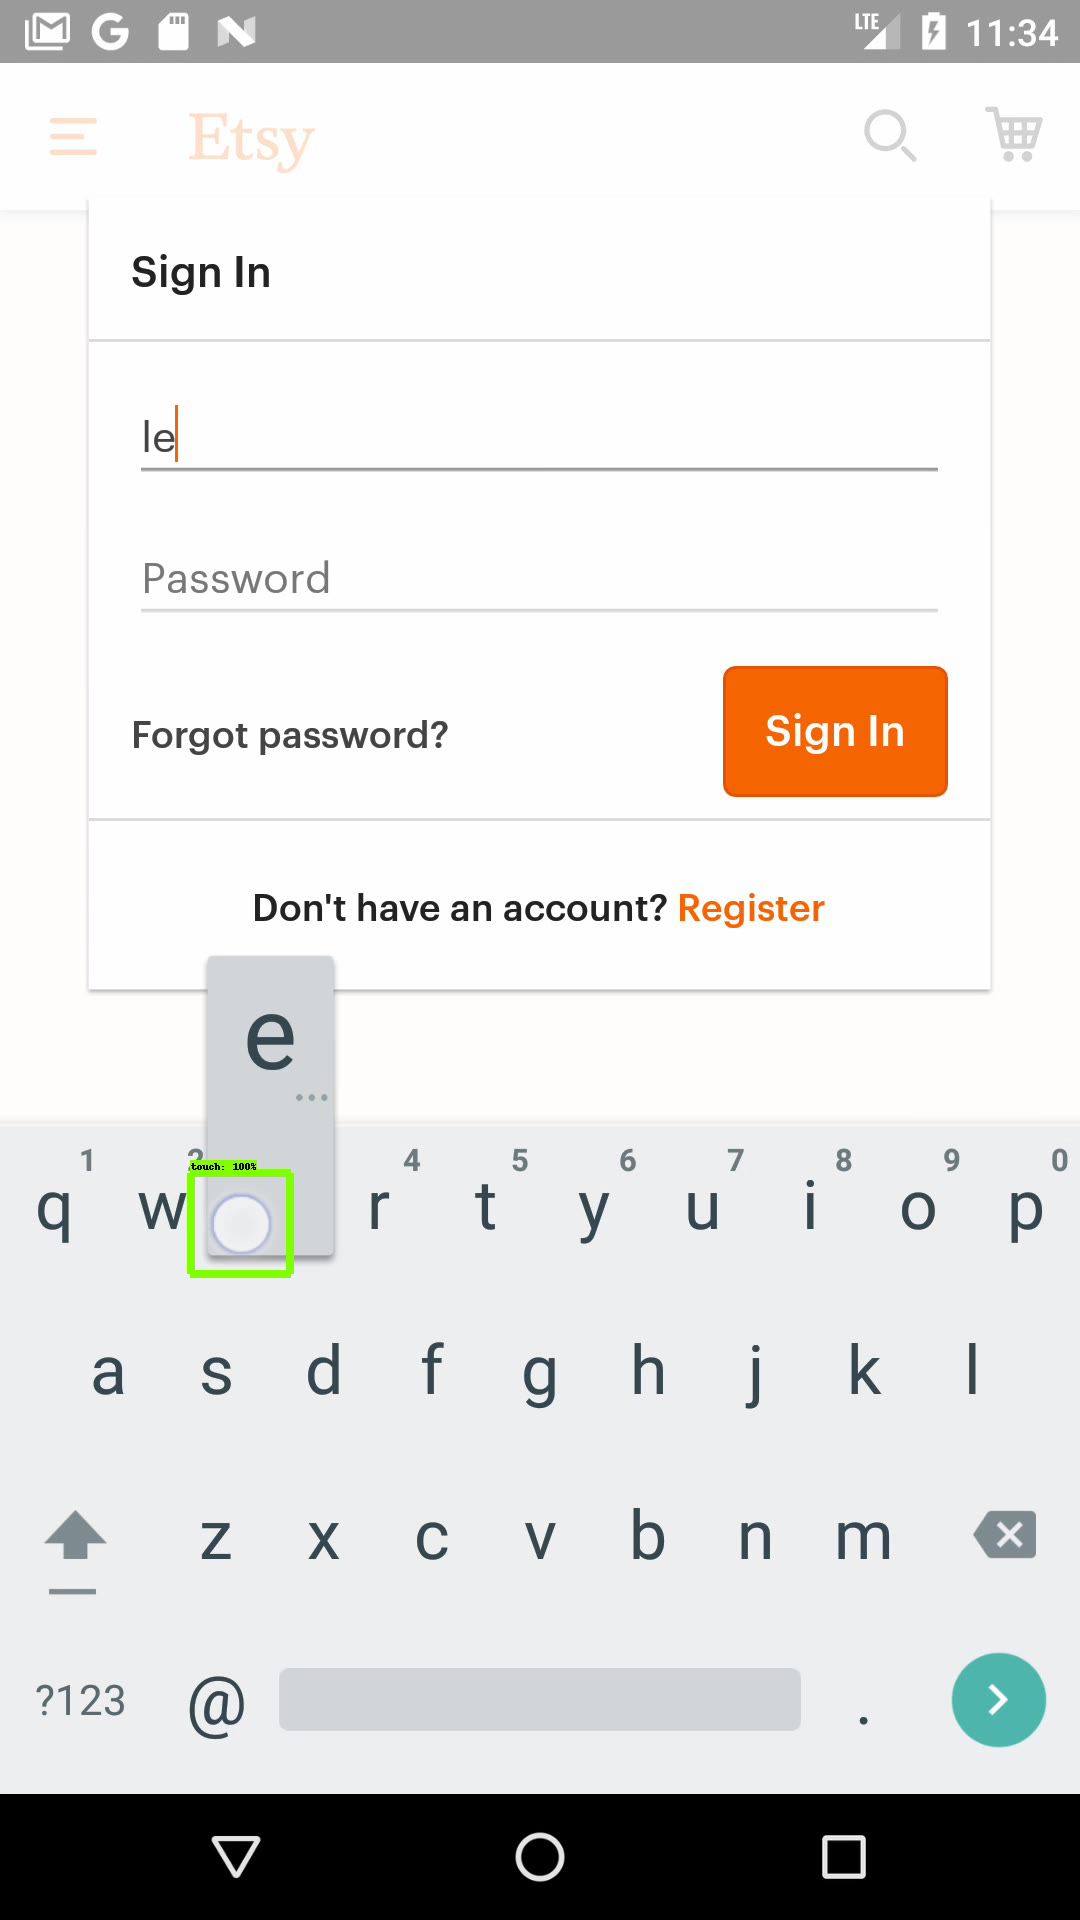 LTE 11:34
Etsy
Sign In
le
Password
Forgot password? Sign In
Don't have an account? Register
e
...
1 2 4 5 6 7 8 9 0
touch: 100%
q w r t y u i o p
a s d f g h j k l
z x c v b n m
?123 @ .